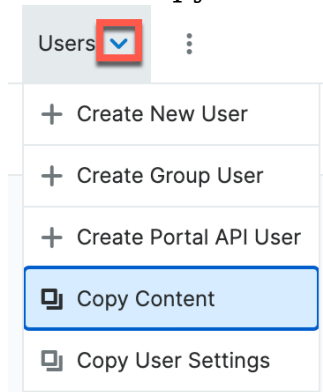 Users
Create New User
Create Group User
Create Portal API User
Copy Content
Copy User Settings